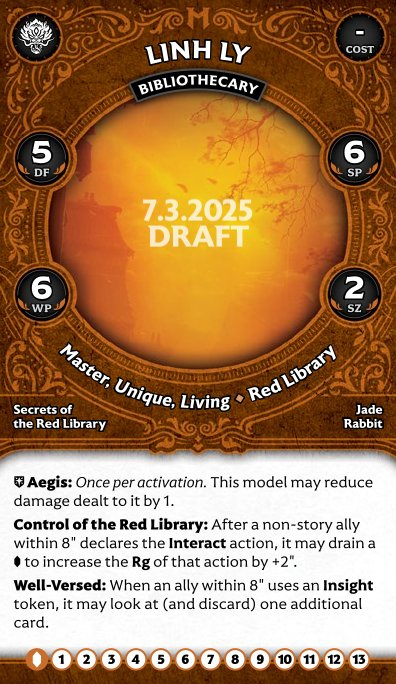 LINH LY
-
COST
BIBLIOTHECARY
5
DF
6
SP
7.3.2025
DRAFT
6
WP
2
SZ
Master, Unique, Living ♦ Red Library
Secrets of
the Red Library
Jade
Rabbit
Aegis: Once per activation. This model may reduce
damage dealt to it by 1.
Control of the Red Library: After a non-story ally
within 8" declares the Interact action, it may drain a
to increase the Rg of that action by +2".
Well-Versed: When an ally within 8" uses an Insight
token, it may look at (and discard) one additional
card.
1 2 3 4 5 6 7 8 9 10 11 12 13